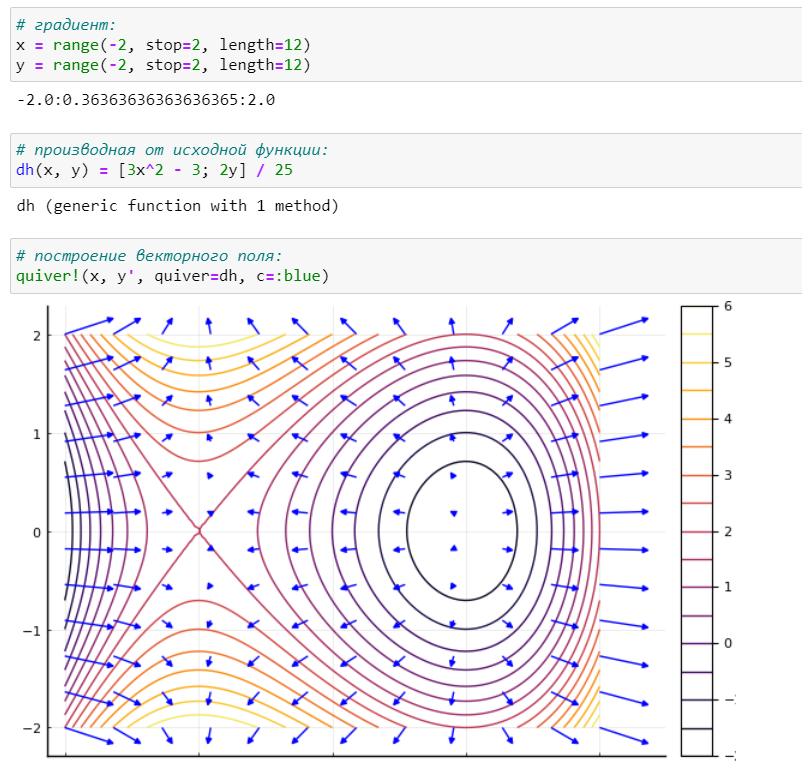 # градиент:
x = range(-2, stop=2, length=12)
y = range(-2, stop=2, length=12)
-2.0:0.36363636363636365:2.0
# производная от исходной функции:
dh(x, y) = [3x^2 - 3; 2y] / 25
dh (generic function with 1 method)
# построение векторного поля:
quiver!(x, y', quiver=dh, c=:blue)
2
1
0
−1
−2
6
5
4
3
2
1
0